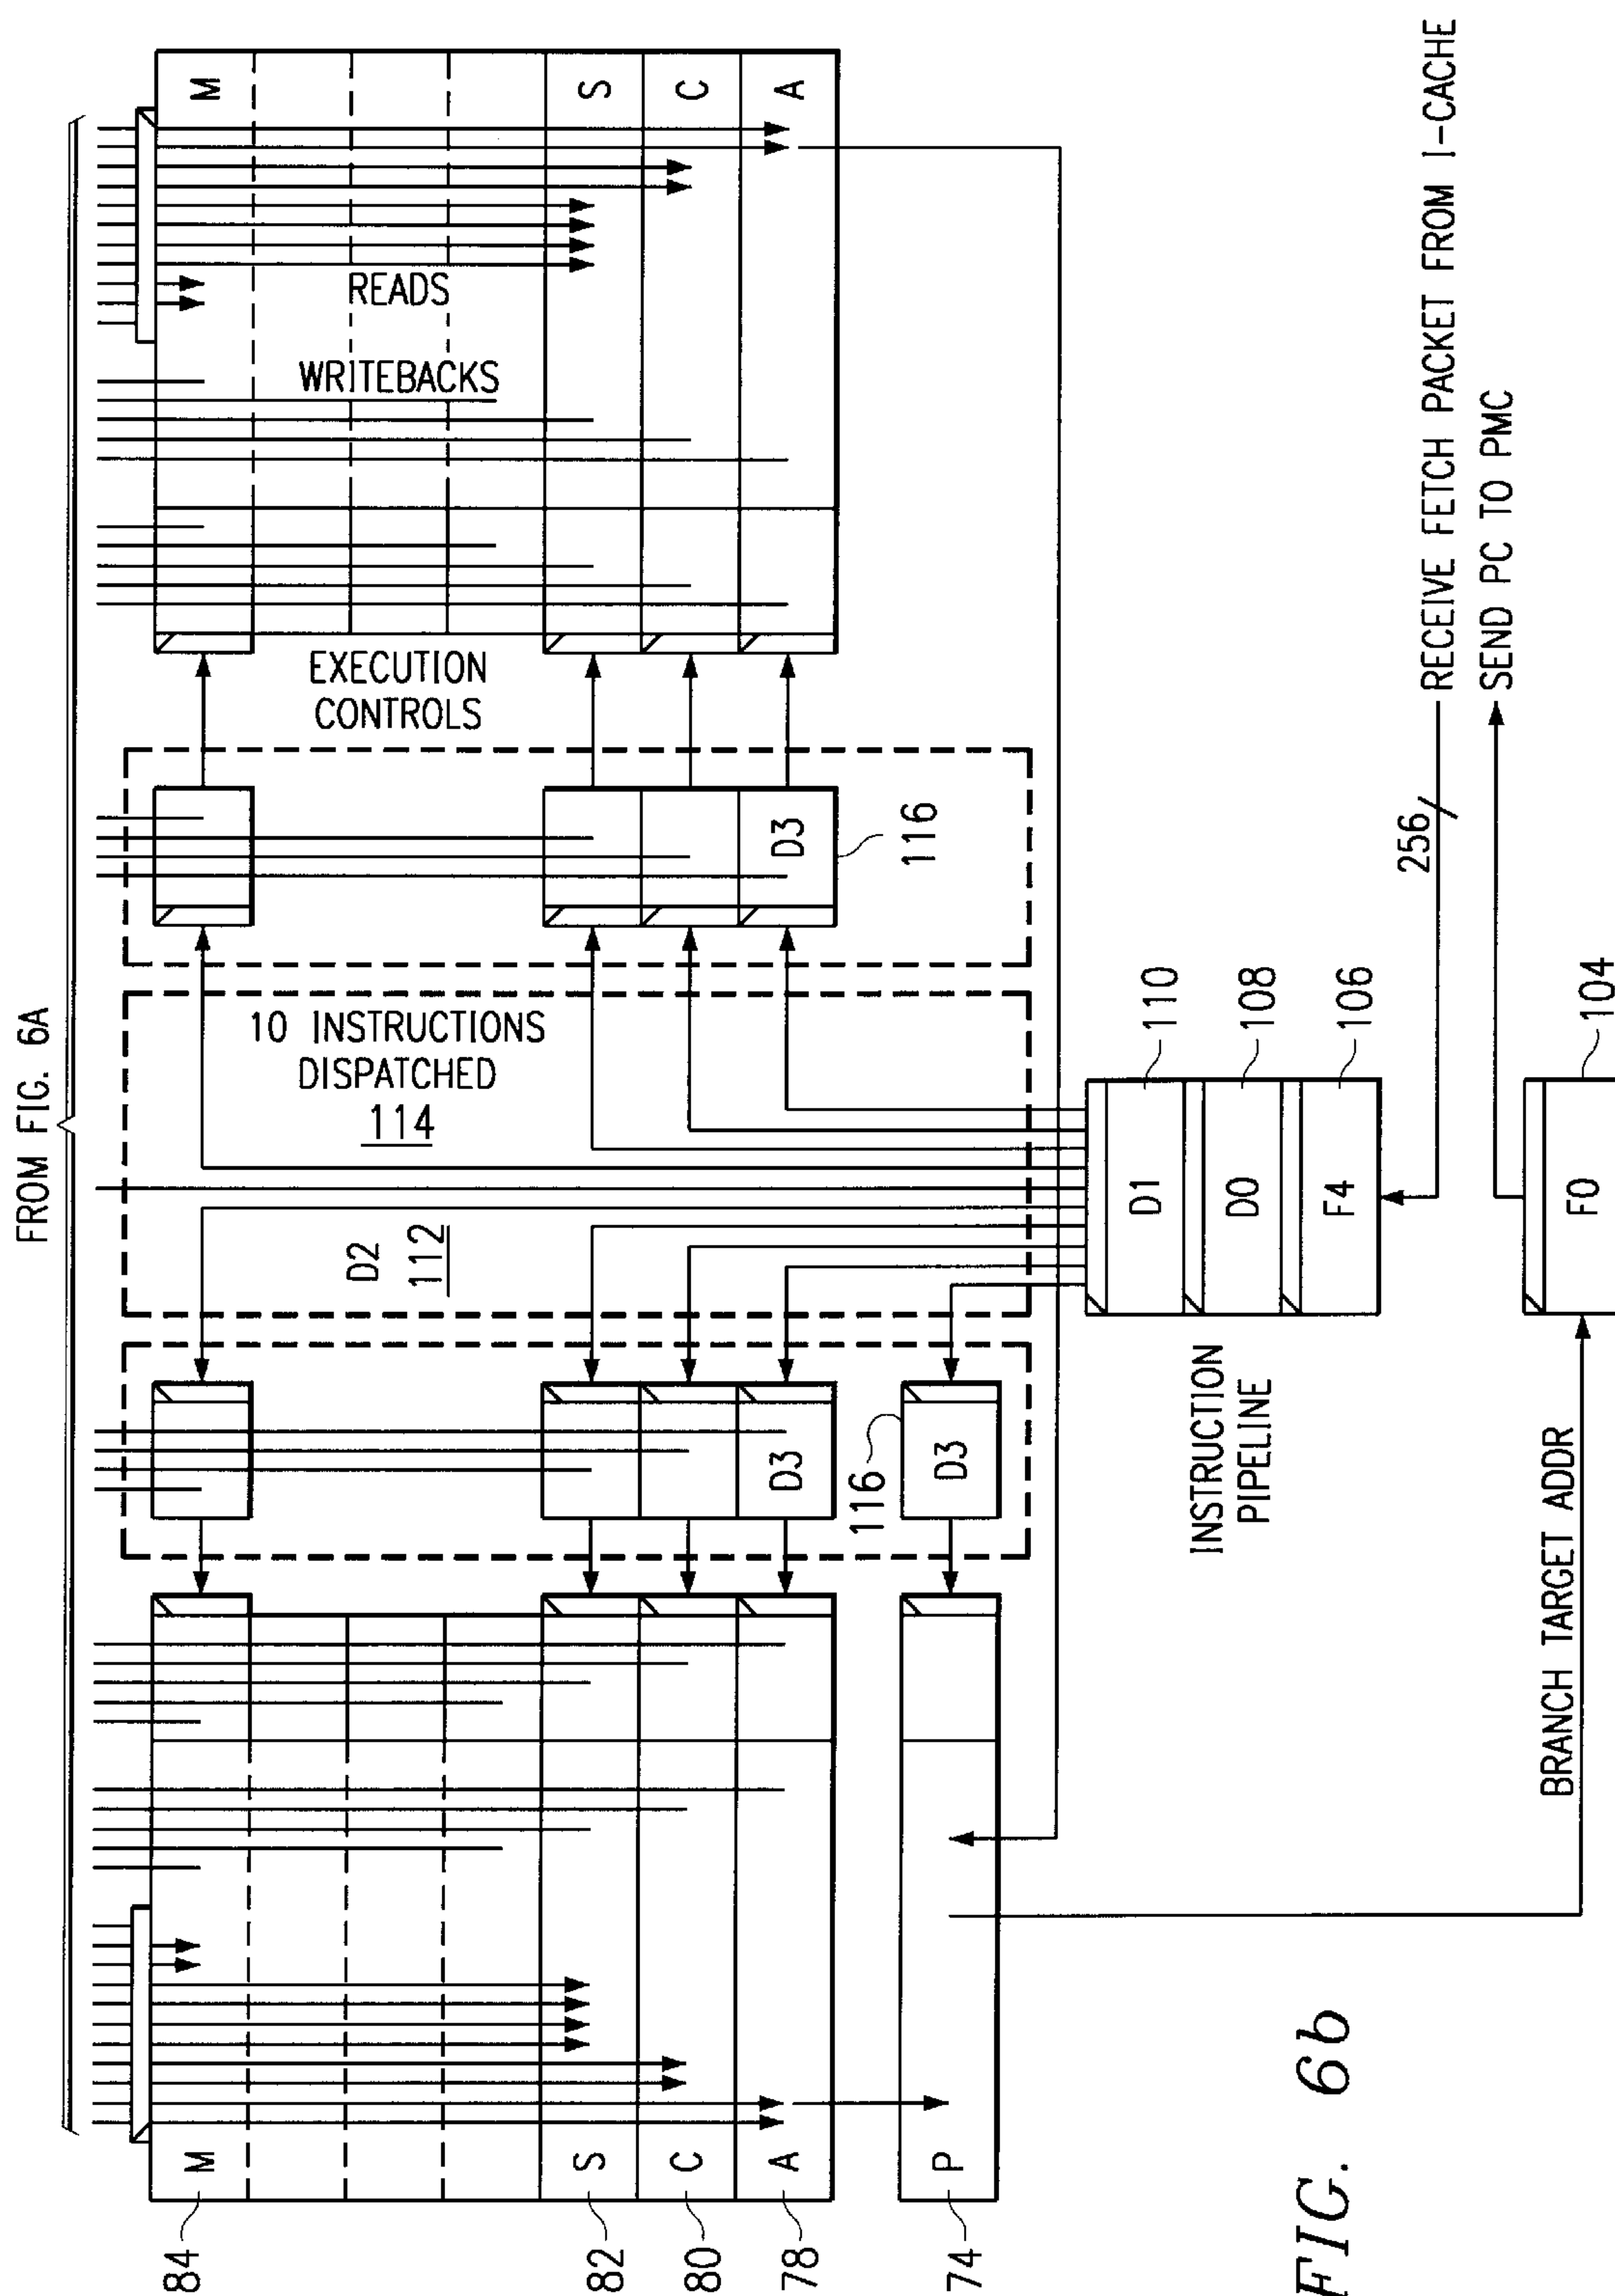 FROM FIG. 6A
84
M
82
S
80
C
78
A
74
P
D3
116
D3
D2
112
10 INSTRUCTIONS
DISPATCHED
114
D3
116
EXECUTION
CONTROLS
WRITEBACKS
READS
M
S
C
A
INSTRUCTION
PIPELINE
D1
110
D0
108
F4
106
256
RECEIVE FETCH PACKET FROM I-CACHE
SEND PC TO PMC
BRANCH TARGET ADDR
F0
104
FIG. 6b